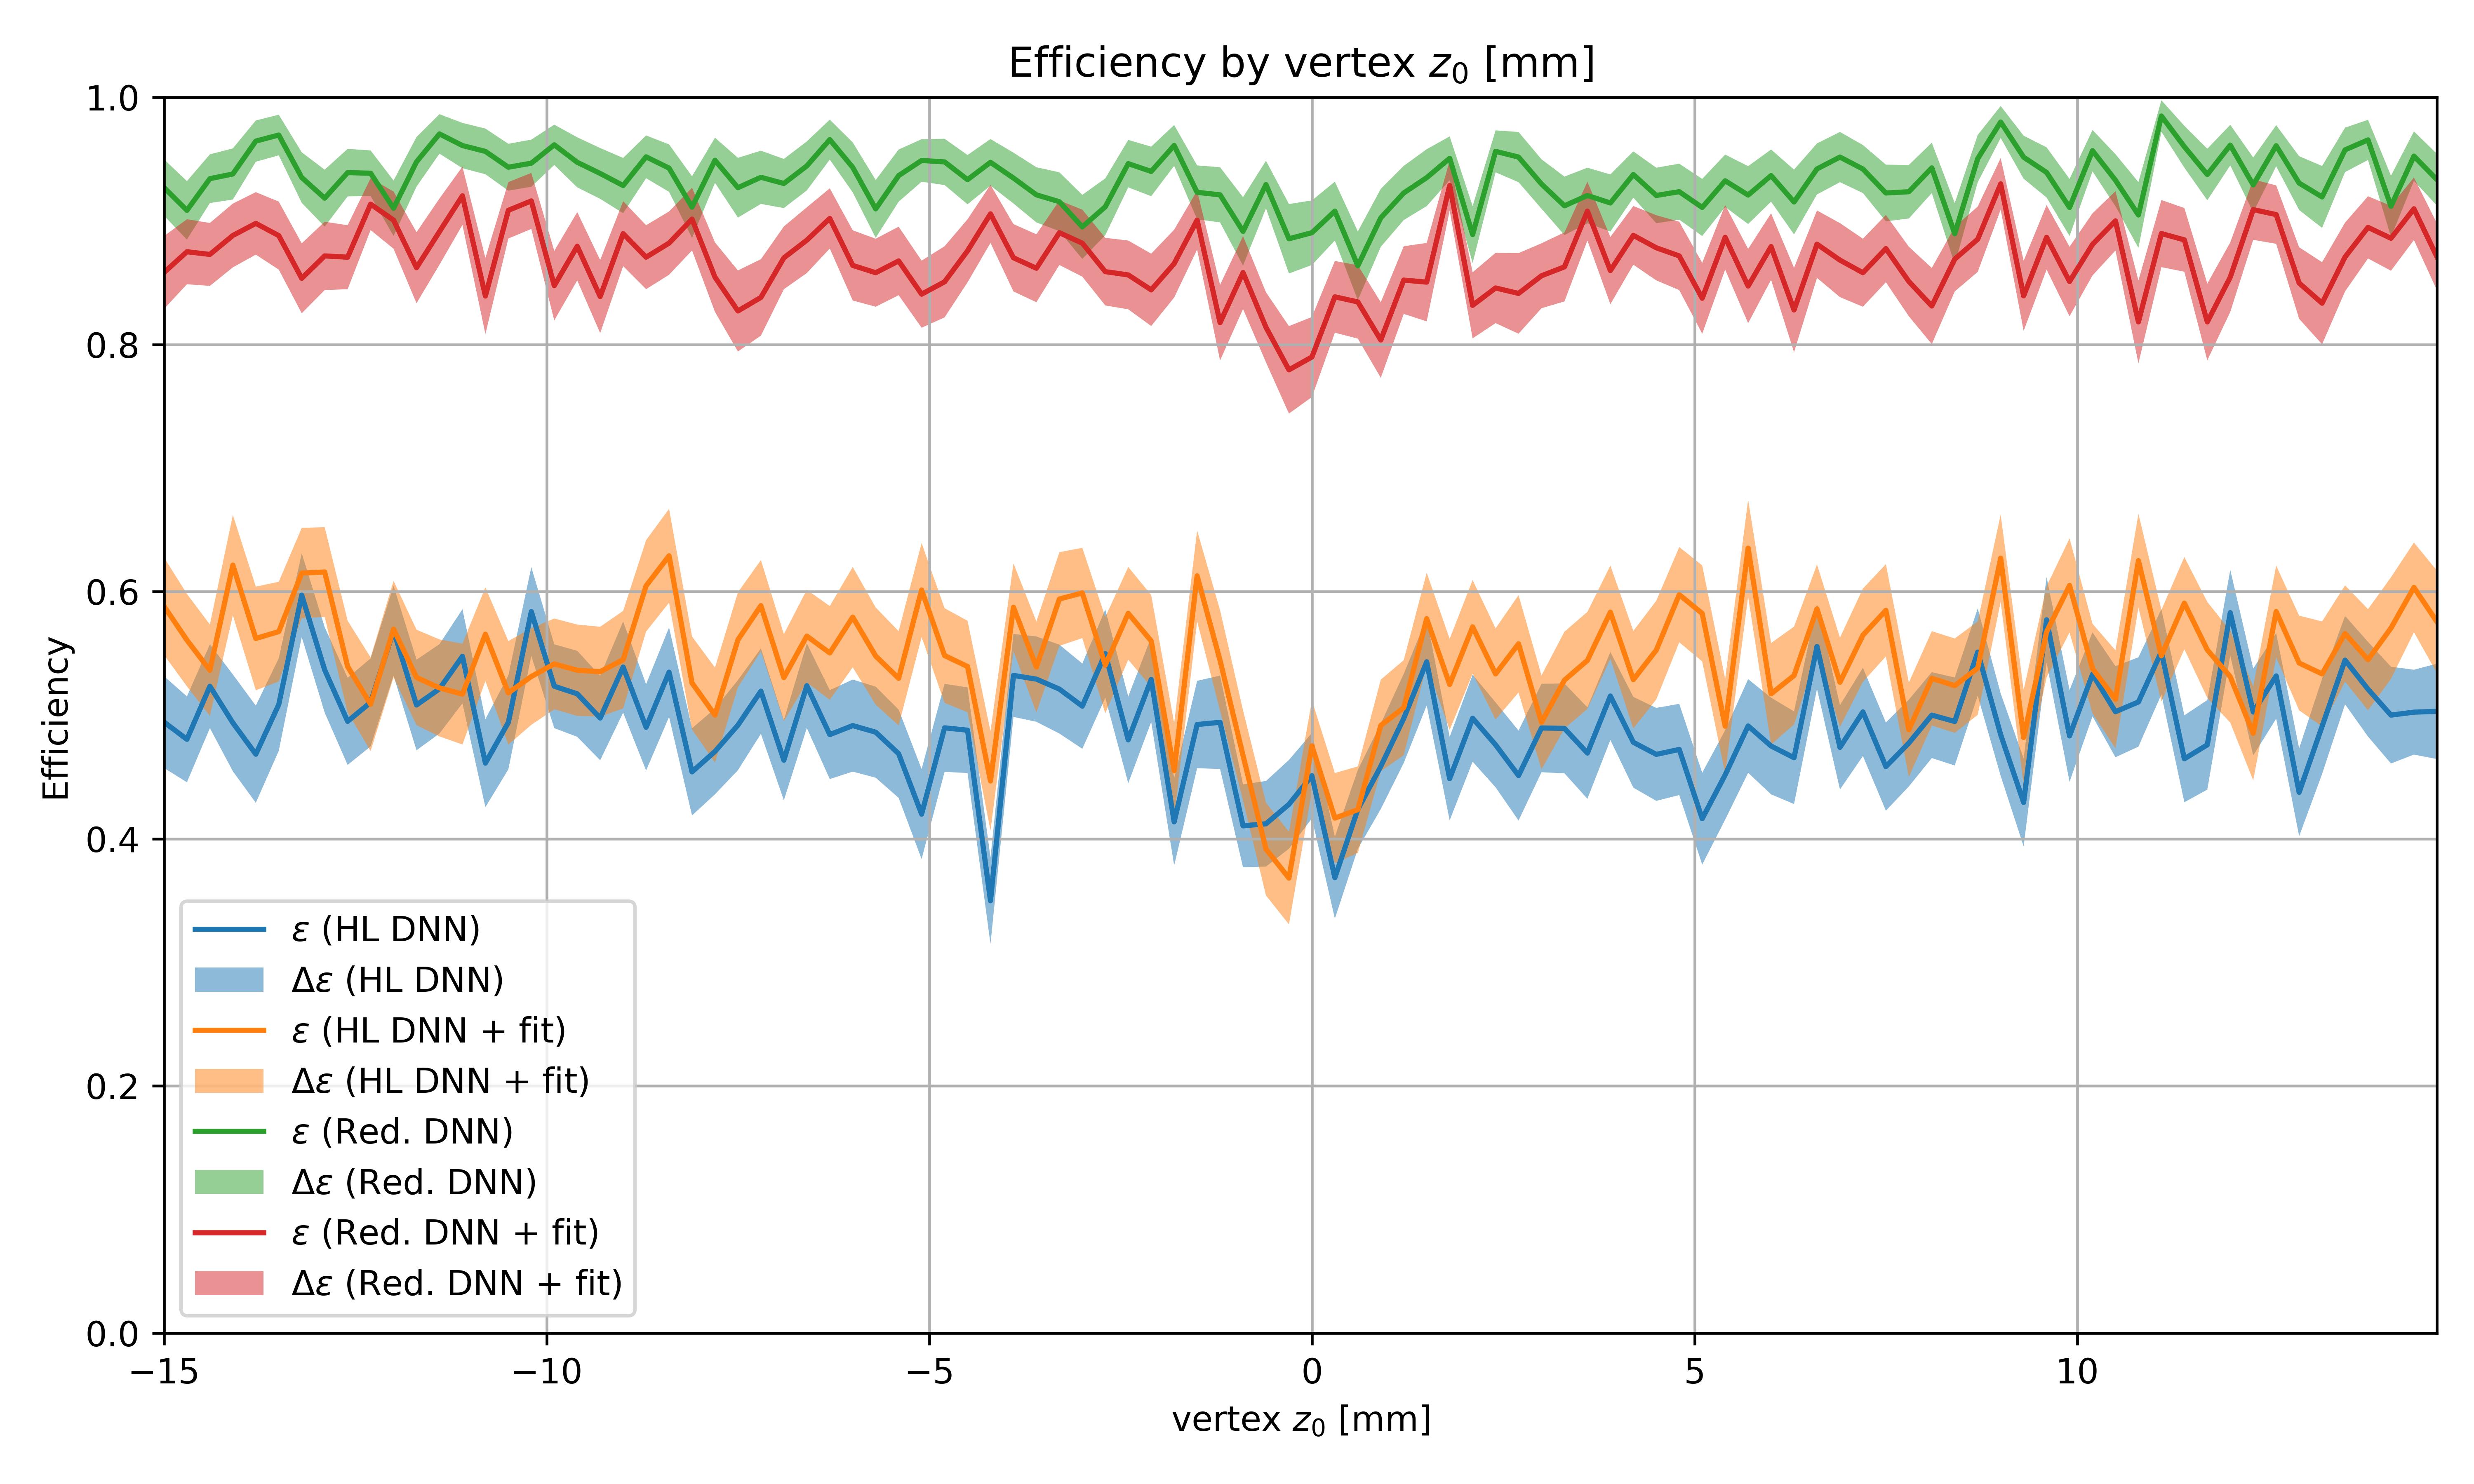 Efficiency by vertex z₀ [mm]
1.0
0.8
0.6
0.4
0.2
0.0
Efficiency
ε (HL DNN)
Δε (HL DNN)
ε (HL DNN + fit)
Δε (HL DNN + fit)
ε (Red. DNN)
Δε (Red. DNN)
ε (Red. DNN + fit)
Δε (Red. DNN + fit)
−15 −10 −5 0 5 10
vertex z₀ [mm]